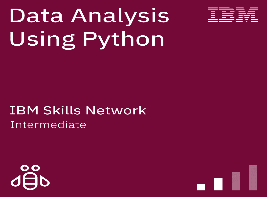 Data Analysis
Using Python
IBM
IBM Skills Network
Intermediate